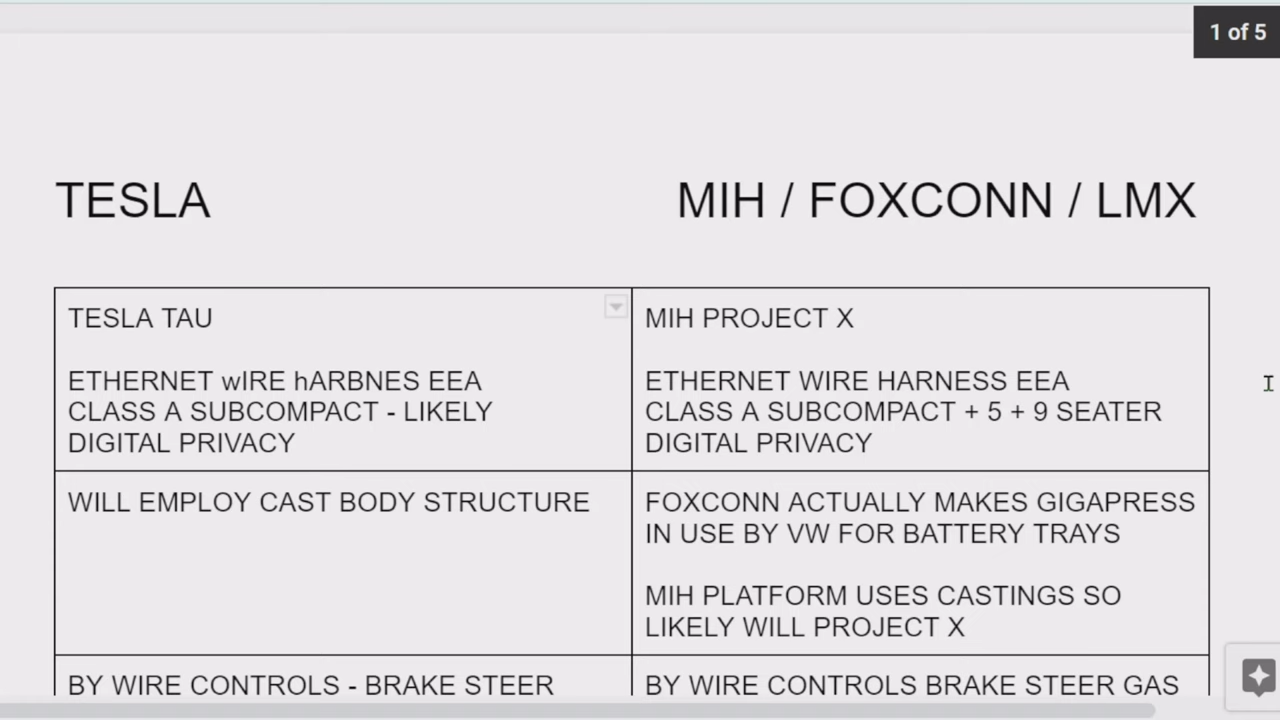 1 of 5
TESLA
MIH / FOXCONN / LMX
TESLA TAU
ETHERNET wIRE hARBNES EEA
CLASS A SUBCOMPACT - LIKELY
DIGITAL PRIVACY
MIH PROJECT X
ETHERNET WIRE HARNESS EEA
CLASS A SUBCOMPACT + 5 + 9 SEATER
DIGITAL PRIVACY
WILL EMPLOY CAST BODY STRUCTURE
FOXCONN ACTUALLY MAKES GIGAPRESS
IN USE BY VW FOR BATTERY TRAYS
MIH PLATFORM USES CASTINGS SO
LIKELY WILL PROJECT X
BY WIRE CONTROLS - BRAKE STEER
BY WIRE CONTROLS BRAKE STEER GAS